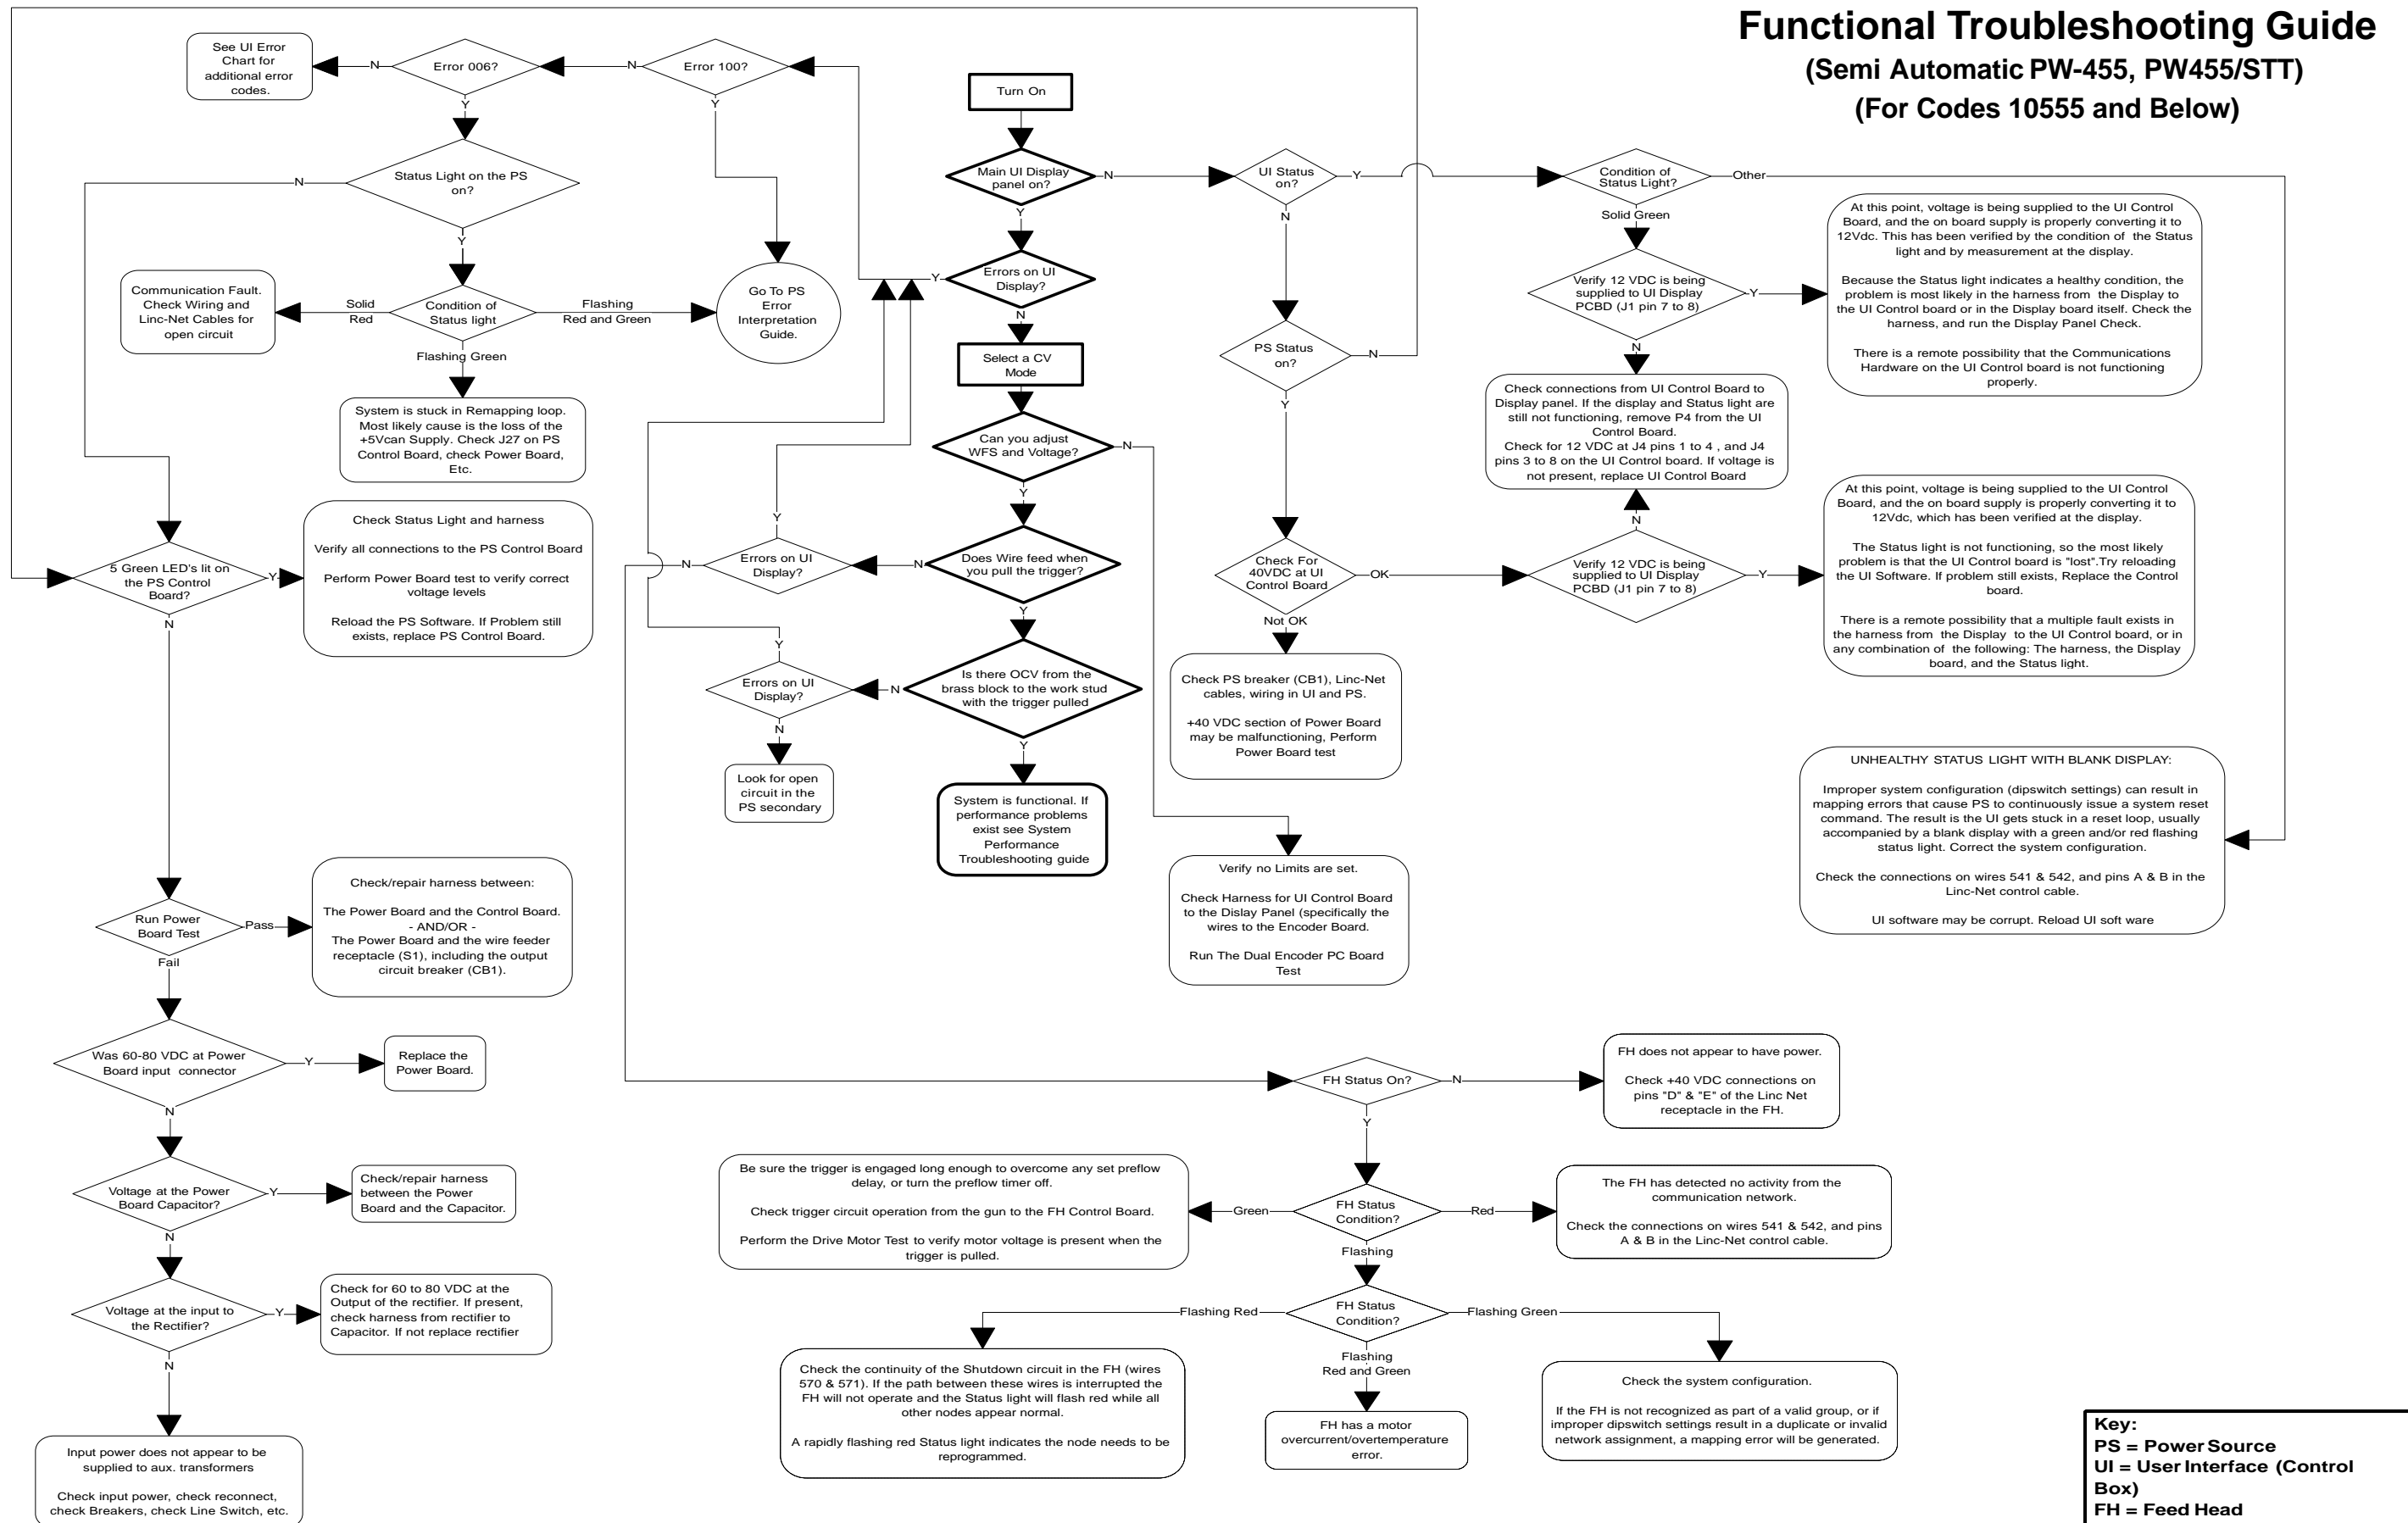 Functional Troubleshooting Guide
(Semi Automatic PW-455, PW455/STT)
(For Codes 10555 and Below)
See UI Error
Chart for
additional error
codes.
N
Error 006?
N
Error 100?
Y
Y
Turn On
Status Light on the PS
on?
N
Y
Main UI Display
panel on?
N
Y
UI Status
on?
Y
N
Condition of
Status Light?
Other
Solid Green
At this point, voltage is being supplied to the UI Control
Board, and the on board supply is properly converting it to
12Vdc. This has been verified by the condition of the Status
light and by measurement at the display.
Because the Status light indicates a healthy condition, the
problem is most likely in the harness from the Display to
the UI Control board or in the Display board itself. Check the
harness, and run the Display Panel Check.
There is a remote possibility that the Communications
Hardware on the UI Control board is not functioning
properly.
Communication Fault.
Check Wiring and
Linc-Net Cables for
open circuit
Solid
Red
Condition of
Status light
Flashing
Red and Green
Flashing Green
Go To PS
Error
Interpretation
Guide.
Y
Errors on UI
Display?
N
Verify 12 VDC is being
supplied to UI Display
PCBD (J1 pin 7 to 8)
Y
N
PS Status
on?
N
Y
Select a CV
Mode
System is stuck in Remapping loop.
Most likely cause is the loss of the
+5Vcan Supply. Check J27 on PS
Control Board, check Power Board,
Etc.
Can you adjust
WFS and Voltage?
N
Y
Check connections from UI Control Board to
Display panel. If the display and Status light are
still not functioning, remove P4 from the UI
Control Board.
Check for 12 VDC at J4 pins 1 to 4 , and J4
pins 3 to 8 on the UI Control board. If voltage is
not present, replace UI Control Board
N
At this point, voltage is being supplied to the UI Control
Board, and the on board supply is properly converting it to
12Vdc, which has been verified at the display.
The Status light is not functioning, so the most likely
problem is that the UI Control board is "lost".Try reloading
the UI Software. If problem still exists, Replace the Control
board.
There is a remote possibility that a multiple fault exists in
the harness from the Display to the UI Control board, or in
any combination of the following: The harness, the Display
board, and the Status light.
5 Green LED's lit on
the PS Control
Board?
Y
N
Check Status Light and harness
Verify all connections to the PS Control Board
Perform Power Board test to verify correct
voltage levels
Reload the PS Software. If Problem still
exists, replace PS Control Board.
Y
N
Errors on UI
Display?
N
Does Wire feed when
you pull the trigger?
Y
Check For
40VDC at UI
Control Board
OK
Not OK
Verify 12 VDC is being
supplied to UI Display
PCBD (J1 pin 7 to 8)
Y
Y
Errors on UI
Display?
N
N
Is there OCV from the
brass block to the work stud
with the trigger pulled
Y
Check PS breaker (CB1), Linc-Net
cables, wiring in UI and PS.
+40 VDC section of Power Board
may be malfunctioning, Perform
Power Board test
Look for open
circuit in the
PS secondary
System is functional. If
performance problems
exist see System
Performance
Troubleshooting guide
UNHEALTHY STATUS LIGHT WITH BLANK DISPLAY:
Improper system configuration (dipswitch settings) can result in
mapping errors that cause PS to continuously issue a system reset
command. The result is the UI gets stuck in a reset loop, usually
accompanied by a blank display with a green and/or red flashing
status light. Correct the system configuration.
Check the connections on wires 541 & 542, and pins A & B in the
Linc-Net control cable.
UI software may be corrupt. Reload UI soft ware
Verify no Limits are set.
Check Harness for UI Control Board
to the Dislay Panel (specifically the
wires to the Encoder Board.
Run The Dual Encoder PC Board
Test
Run Power
Board Test
Pass
Fail
Check/repair harness between:
The Power Board and the Control Board.
- AND/OR -
The Power Board and the wire feeder
receptacle (S1), including the output
circuit breaker (CB1).
Was 60-80 VDC at Power
Board input connector
Y
N
Replace the
Power Board.
FH Status On?
N
Y
FH does not appear to have power.
Check +40 VDC connections on
pins "D" & "E" of the Linc Net
receptacle in the FH.
Voltage at the Power
Board Capacitor?
Y
N
Check/repair harness
between the Power
Board and the Capacitor.
Be sure the trigger is engaged long enough to overcome any set preflow
delay, or turn the preflow timer off.
Check trigger circuit operation from the gun to the FH Control Board.
Perform the Drive Motor Test to verify motor voltage is present when the
trigger is pulled.
Green
FH Status
Condition?
Red
Flashing
The FH has detected no activity from the
communication network.
Check the connections on wires 541 & 542, and pins
A & B in the Linc-Net control cable.
Voltage at the input to
the Rectifier?
Y
N
Check for 60 to 80 VDC at the
Output of the rectifier. If present,
check harness from rectifier to
Capacitor. If not replace rectifier
Flashing Red
FH Status
Condition?
Flashing Green
Flashing
Red and Green
Check the continuity of the Shutdown circuit in the FH (wires
570 & 571). If the path between these wires is interrupted the
FH will not operate and the Status light will flash red while all
other nodes appear normal.
A rapidly flashing red Status light indicates the node needs to be
reprogrammed.
FH has a motor
overcurrent/overtemperature
error.
Check the system configuration.
If the FH is not recognized as part of a valid group, or if
improper dipswitch settings result in a duplicate or invalid
network assignment, a mapping error will be generated.
Input power does not appear to be
supplied to aux. transformers
Check input power, check reconnect,
check Breakers, check Line Switch, etc.
Key:
PS = Power Source
UI = User Interface (Control
Box)
FH = Feed Head